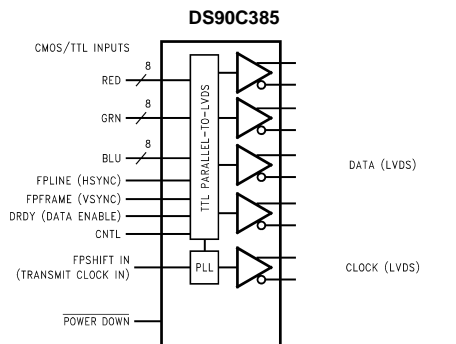 DS90C385
CMOS/TTL INPUTS
8
RED
8
GRN
8
BLU
FPLINE (HSYNC)
FPFRAME (VSYNC)
DRDY (DATA ENABLE)
CNTL
FPSHIFT IN
(TRANSMIT CLOCK IN)
POWER DOWN
TTL PARALLEL-TO-LVDS
PLL
DATA (LVDS)
CLOCK (LVDS)